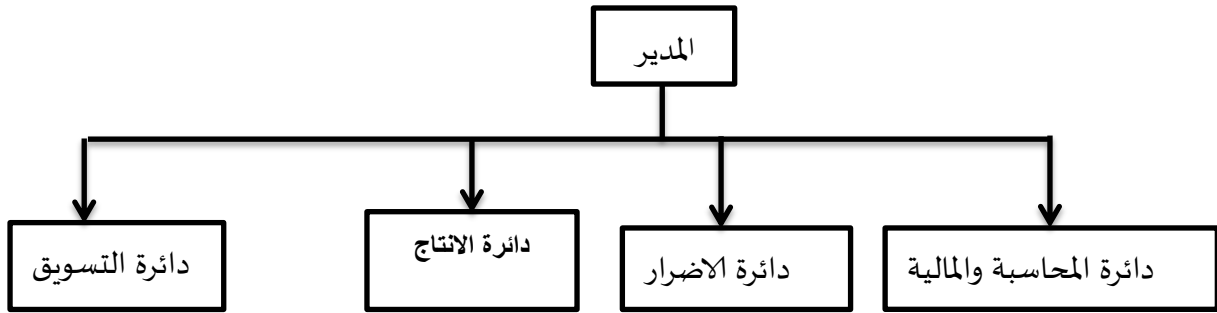 المدير
دائرة المحاسبة والمالية
دائرة الاضرار
دائرة الانتاج
دائرة التسويق